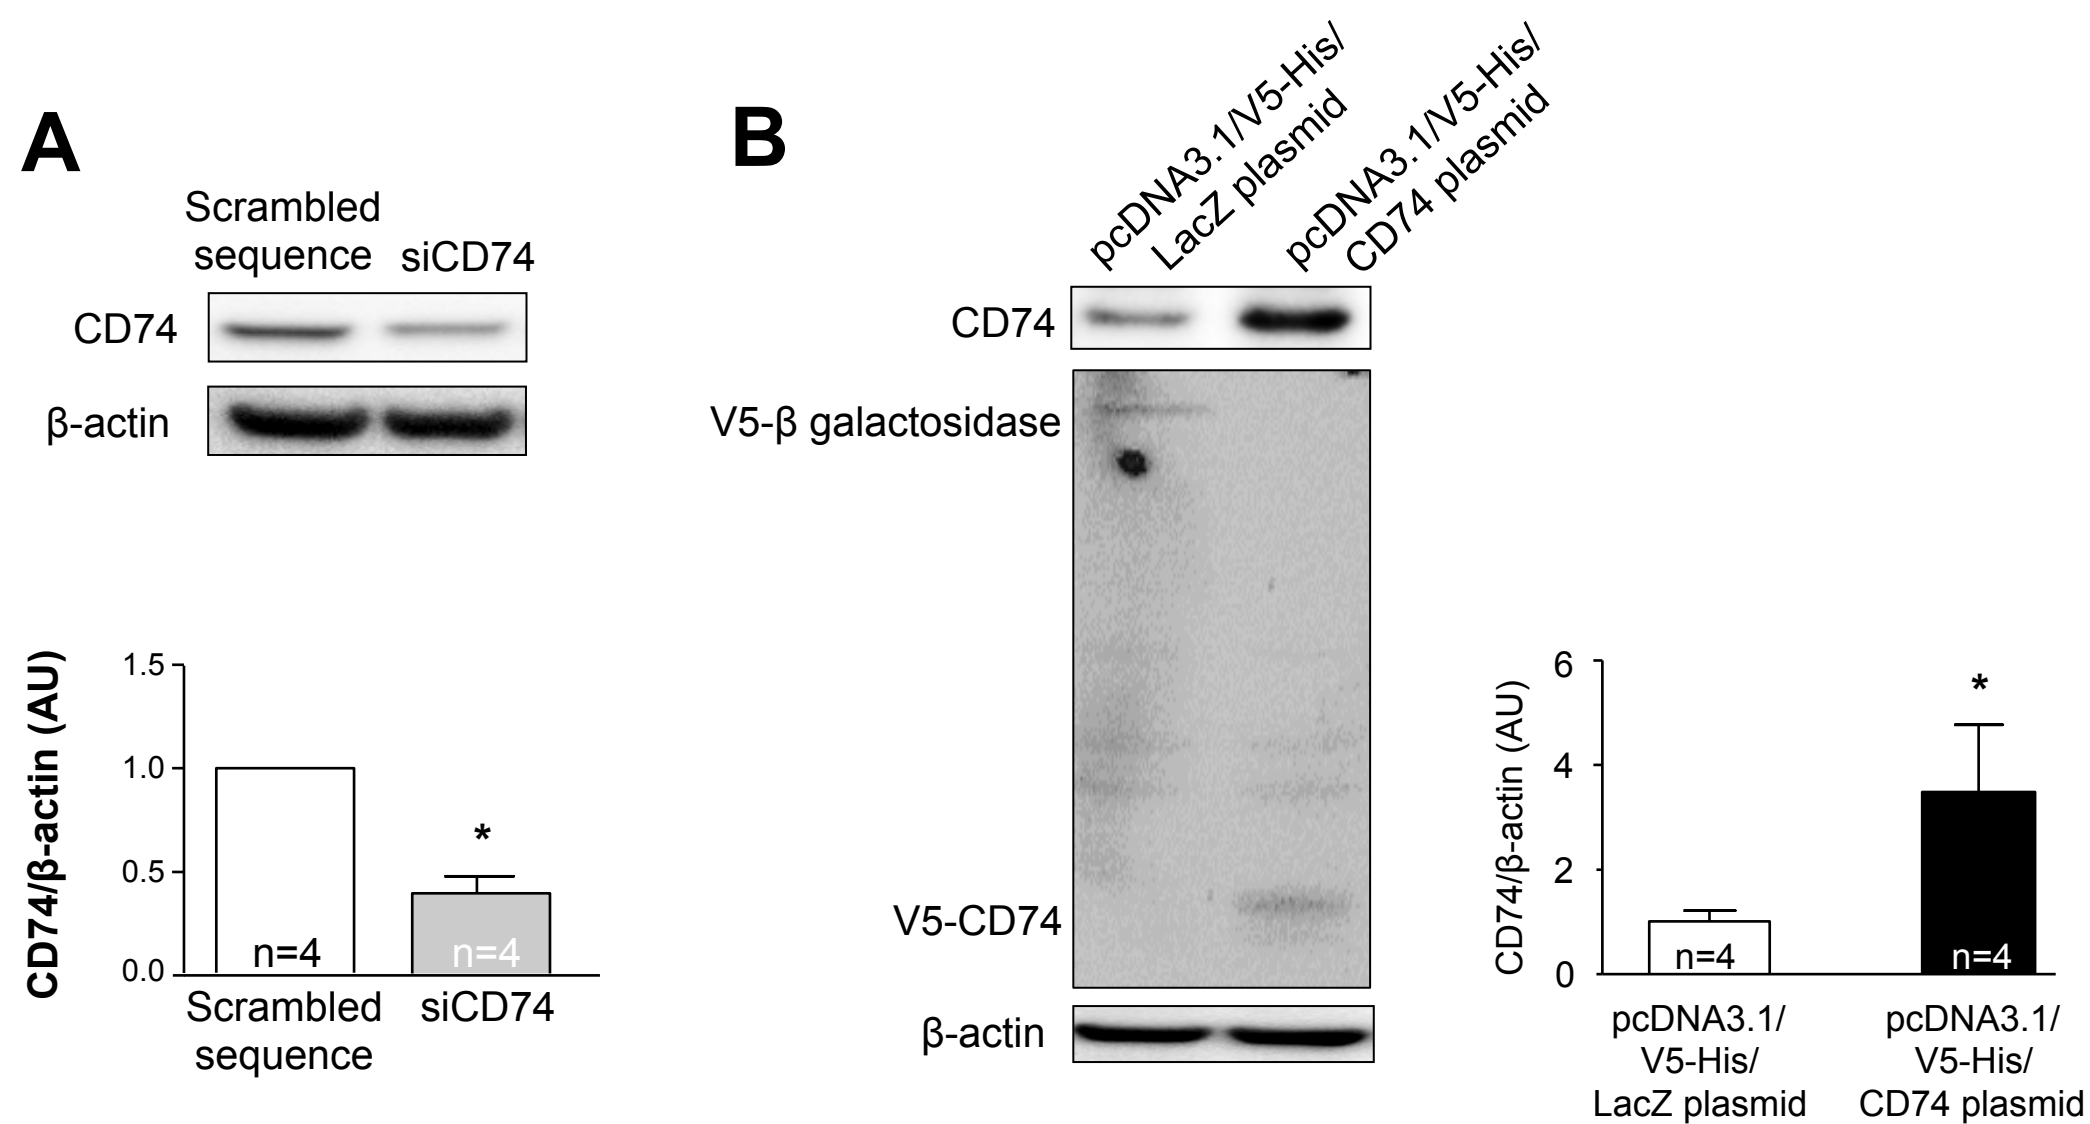 A
Scrambled
sequence
siCD74
CD74
β-actin
CD74/β-actin (AU)
1.5
1.0
0.5
0.0
*
n=4
n=4
Scrambled
sequence
siCD74
B
pcDNA3.1/V5-His/
LacZ plasmid
pcDNA3.1/V5-His/
CD74 plasmid
CD74
V5-β galactosidase
V5-CD74
β-actin
CD74/β-actin (AU)
6
4
2
0
*
n=4
n=4
pcDNA3.1/
V5-His/
LacZ plasmid
pcDNA3.1/
V5-His/
CD74 plasmid